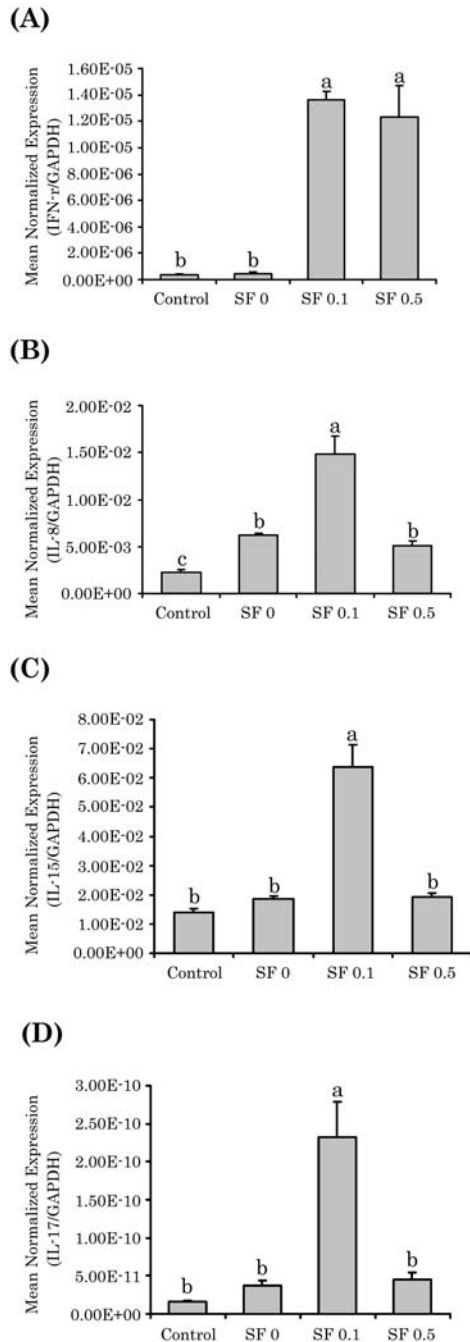 (A)
Mean Normalized Expression
(IFN-r/GAPDH)
1.60E-05
1.40E-05
1.20E-05
1.00E-05
8.00E-06
6.00E-06
4.00E-06
2.00E-06
0.00E+00
b
b
a
a
Control SF 0 SF 0.1 SF 0.5
(B)
Mean Normalized Expression
(IL-8/GAPDH)
2.00E-02
1.50E-02
1.00E-02
5.00E-03
0.00E+00
c
b
a
b
Control SF 0 SF 0.1 SF 0.5
(C)
Mean Normalized Expression
(IL-15/GAPDH)
8.00E-02
7.00E-02
6.00E-02
5.00E-02
4.00E-02
3.00E-02
2.00E-02
1.00E-02
0.00E+00
b
b
a
b
Control SF 0 SF 0.1 SF 0.5
(D)
Mean Normalized Expression
(IL-17/GAPDH)
3.00E-10
2.50E-10
2.00E-10
1.50E-10
1.00E-10
5.00E-11
0.00E+00
b
b
a
b
Control SF 0 SF 0.1 SF 0.5